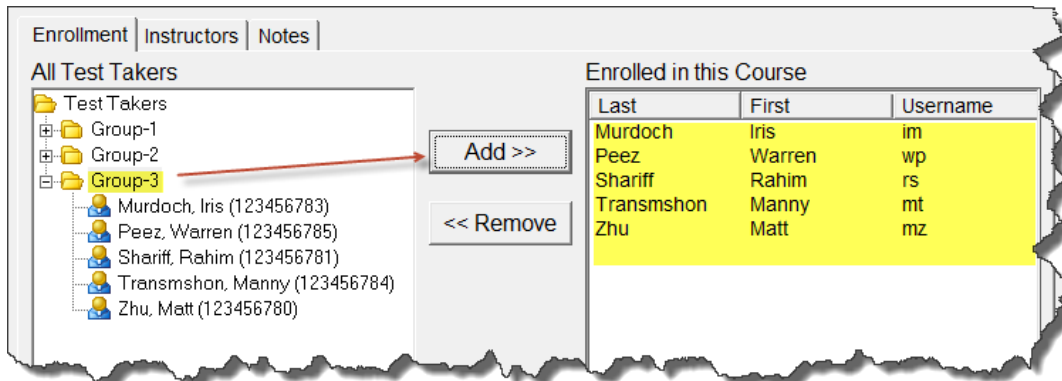 Enrollment Instructors Notes
All Test Takers
Test Takers
Group-1
Group-2
Group-3
Murdoch, Iris (123456783)
Peez, Warren (123456785)
Shariff, Rahim (123456781)
Transmshon, Manny (123456784)
Zhu, Matt (123456780)
Add >>
<< Remove
Enrolled in this Course
Last First Username
Murdoch Iris im
Peez Warren wp
Shariff Rahim rs
Transmshon Manny mt
Zhu Matt mz